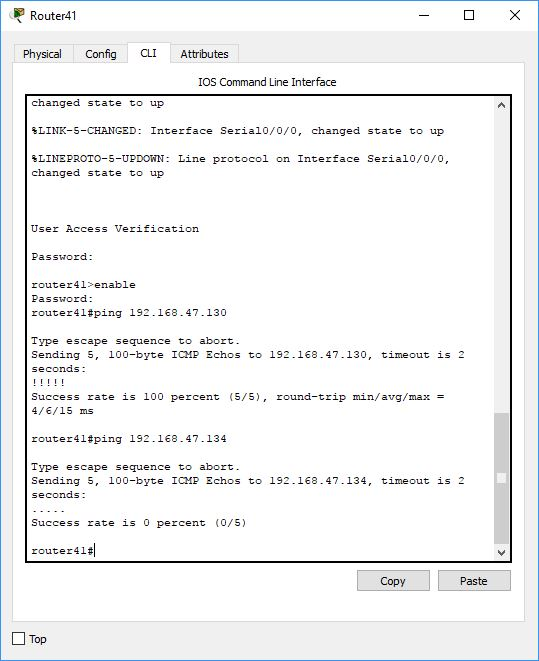 Router41
Physical Config CLI Attributes
IOS Command Line Interface
changed state to up
%LINK-5-CHANGED: Interface Serial0/0/0, changed state to up
%LINEPROTO-5-UPDOWN: Line protocol on Interface Serial0/0/0,
changed state to up
User Access Verification
Password:
router41>enable
Password:
router41#ping 192.168.47.130
Type escape sequence to abort.
Sending 5, 100-byte ICMP Echos to 192.168.47.130, timeout is 2
seconds:
!!!!!
Success rate is 100 percent (5/5), round-trip min/avg/max =
4/6/15 ms
router41#ping 192.168.47.134
Type escape sequence to abort.
Sending 5, 100-byte ICMP Echos to 192.168.47.134, timeout is 2
seconds:
.....
Success rate is 0 percent (0/5)
router41#
Copy Paste
Top